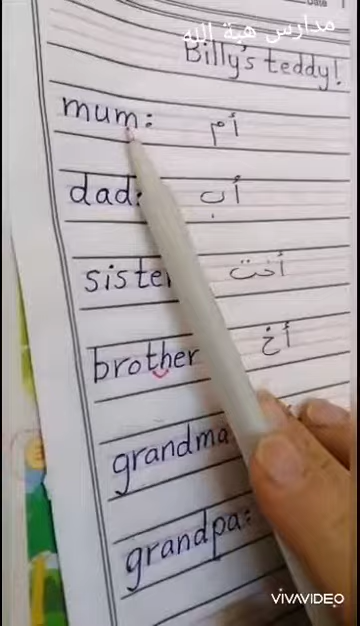 مدارس هبة الله
Billy's teddy!
mum: أم
dad: أب
sister أخت
brother أخ
grandma
grandpa:
VIVAVIDEO